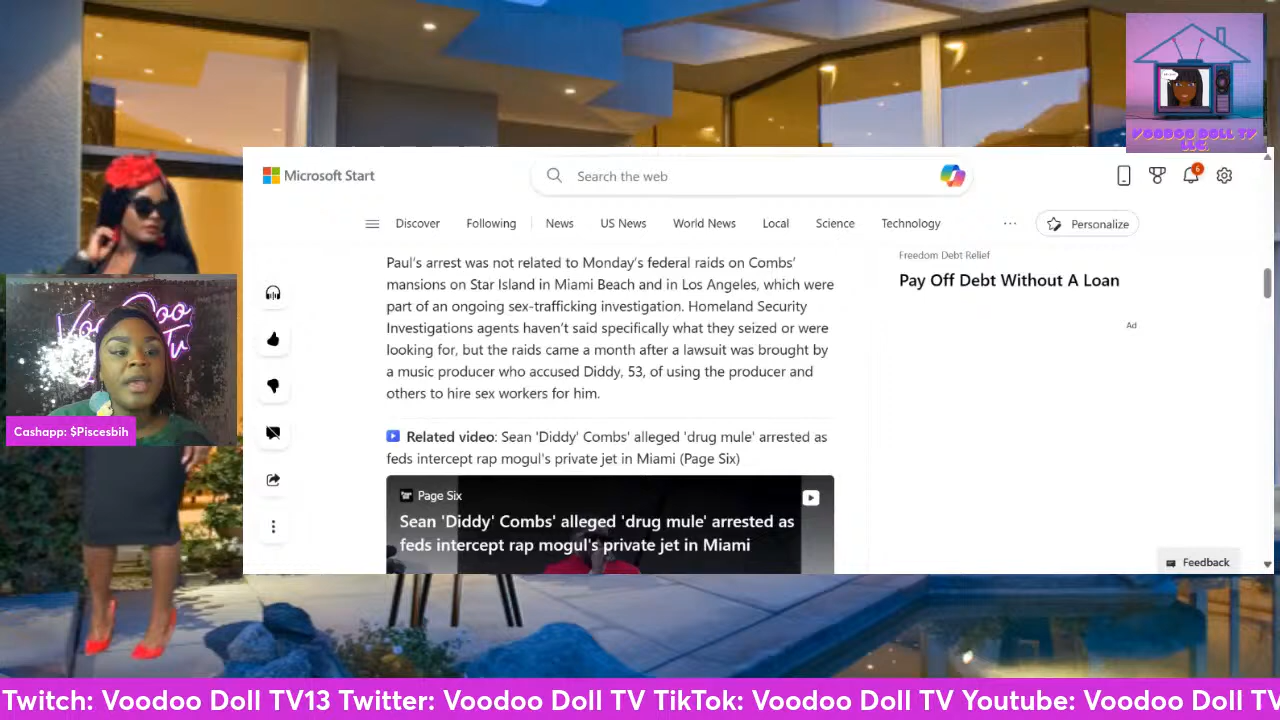 VOODOO DOLL TV
LLC.
Microsoft Start
Search the web
6
Discover Following News US News World News Local Science Technology ··· Personalize
Paul's arrest was not related to Monday's federal raids on Combs'
mansions on Star Island in Miami Beach and in Los Angeles, which were
part of an ongoing sex-trafficking investigation. Homeland Security
Investigations agents haven't said specifically what they seized or were
looking for, but the raids came a month after a lawsuit was brought by
a music producer who accused Diddy, 53, of using the producer and
others to hire sex workers for him.
Related video: Sean 'Diddy' Combs' alleged 'drug mule' arrested as
feds intercept rap mogul's private jet in Miami (Page Six)
Page Six
Sean 'Diddy' Combs' alleged 'drug mule' arrested as
feds intercept rap mogul's private jet in Miami
Freedom Debt Relief
Pay Off Debt Without A Loan
Ad
Feedback
VooDoo
Tv
Cashapp: $Piscesbih
Twitch: Voodoo Doll TV13 Twitter: Voodoo Doll TV TikTok: Voodoo Doll TV Youtube: Voodoo Doll TV